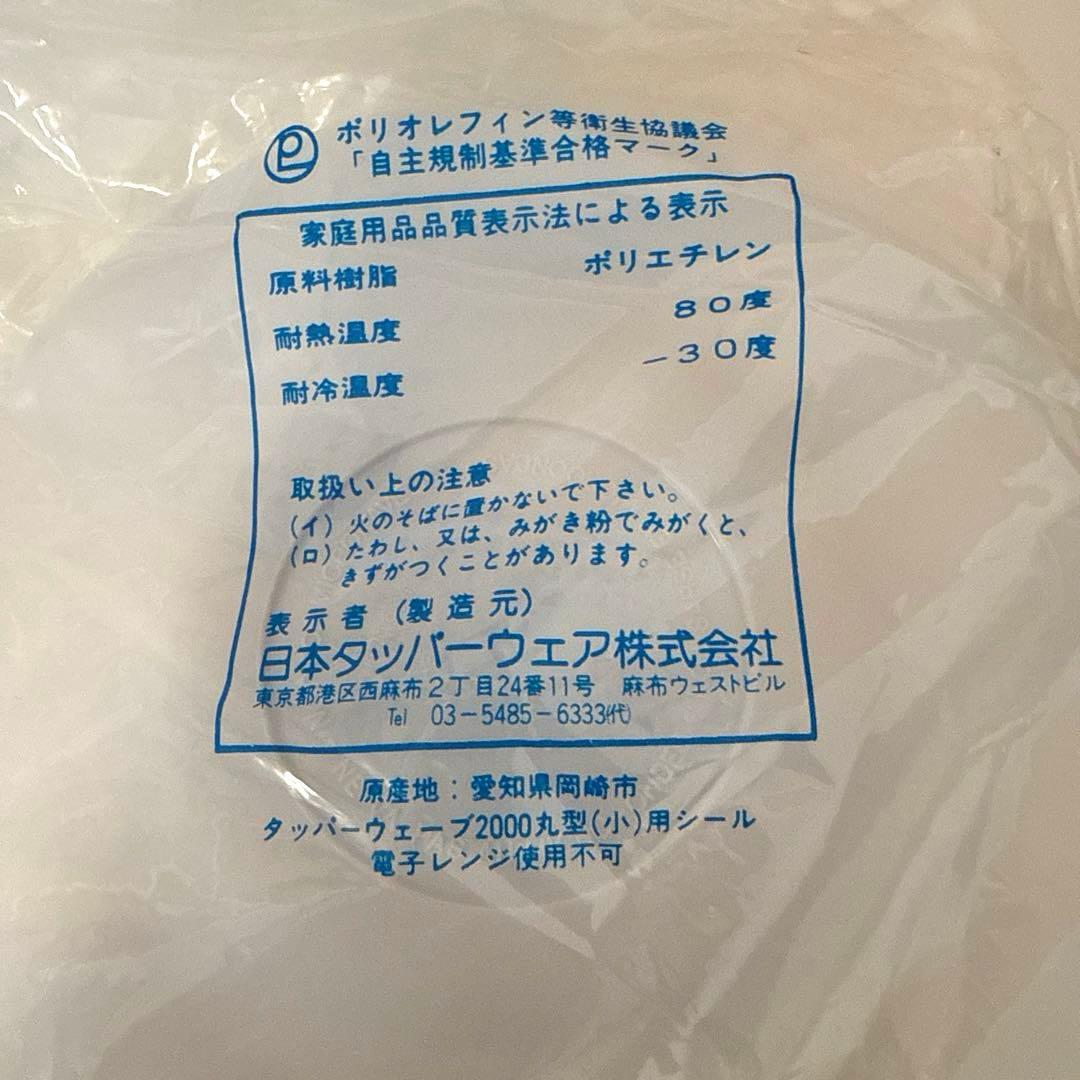 ポリオレフィン等衛生協議会
「自主規制基準合格マーク」
家庭用品品質表示法による表示
原料樹脂 ポリエチレン
耐熱温度 80度
耐冷温度 −30度
取扱い上の注意
(イ) 火のそばに置かないで下さい。
(ロ) たわし、又は、みがき粉でみがくと、
きずがつくことがあります。
表示者 (製造元)
日本タッパーウェア株式会社
東京都港区西麻布2丁目24番11号 麻布ウェストビル
Tel 03−5485−6333(代)
原産地:愛知県岡崎市
タッパーウェーブ2000丸型(小)用シール
電子レンジ使用不可